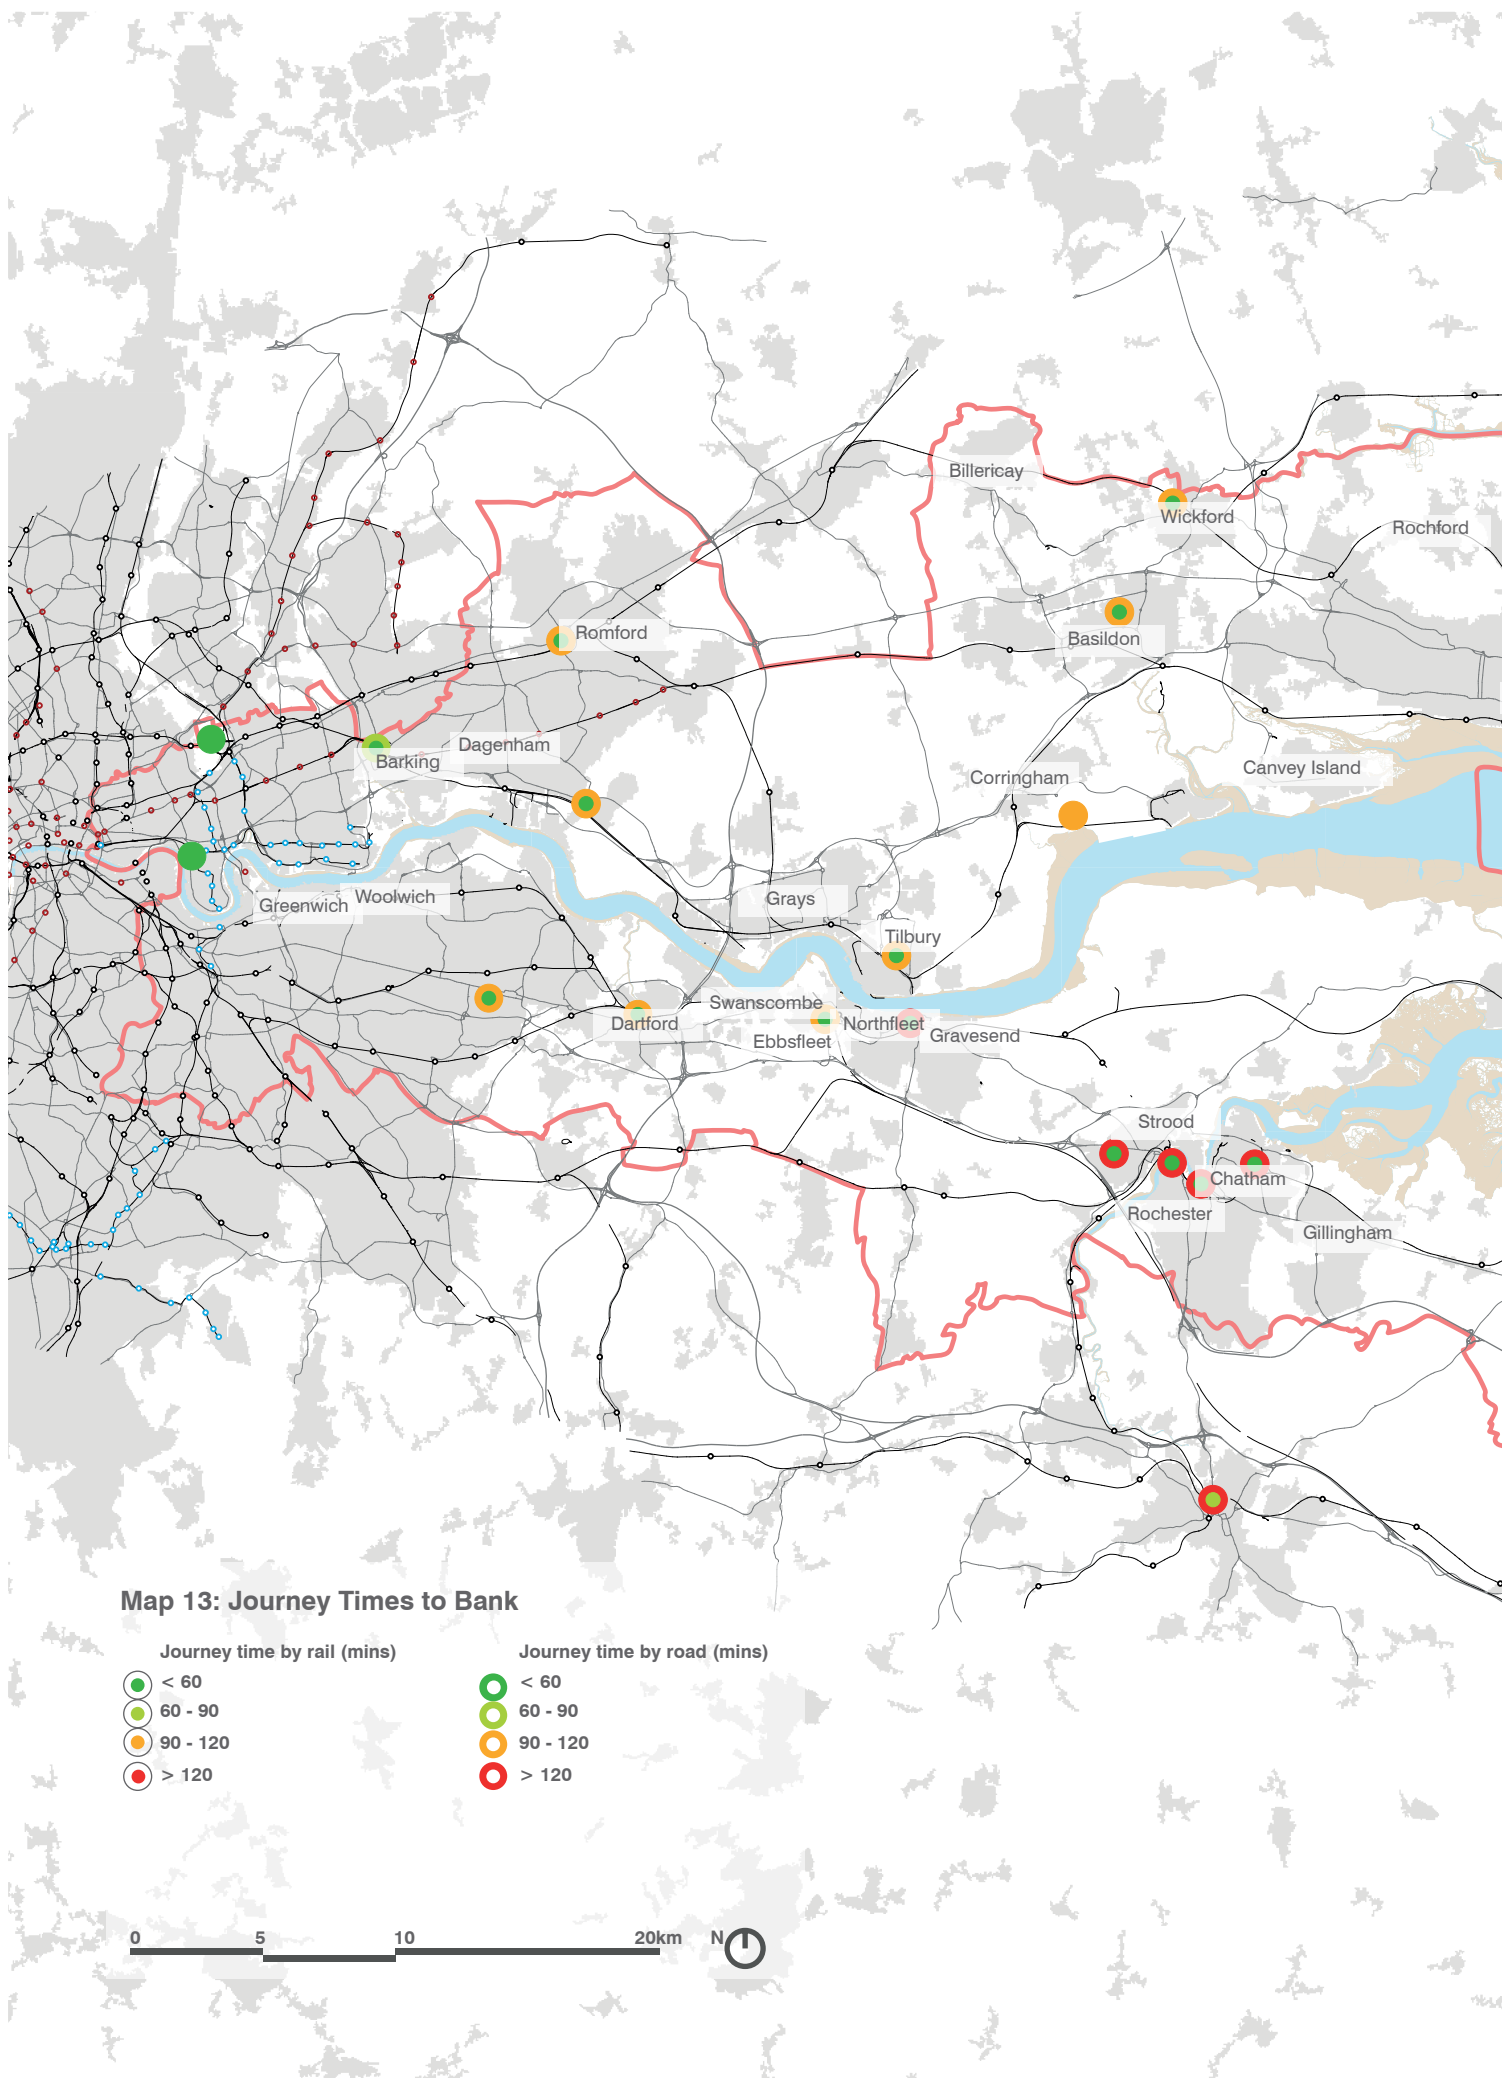 Billericay
Wickford
Rochford
Romford
Basildon
Dagenham
Barking
Corringham
Canvey Island
Woolwich
Greenwich
Grays
Tilbury
Swanscombe
Dartford
Northfleet
Ebbsfleet
Gravesend
Strood
Chatham
Rochester
Gillingham
Map 13: Journey Times to Bank
Journey time by rail (mins)
< 60
60 - 90
90 - 120
> 120
Journey time by road (mins)
< 60
60 - 90
90 - 120
> 120
0 5 10 20km N